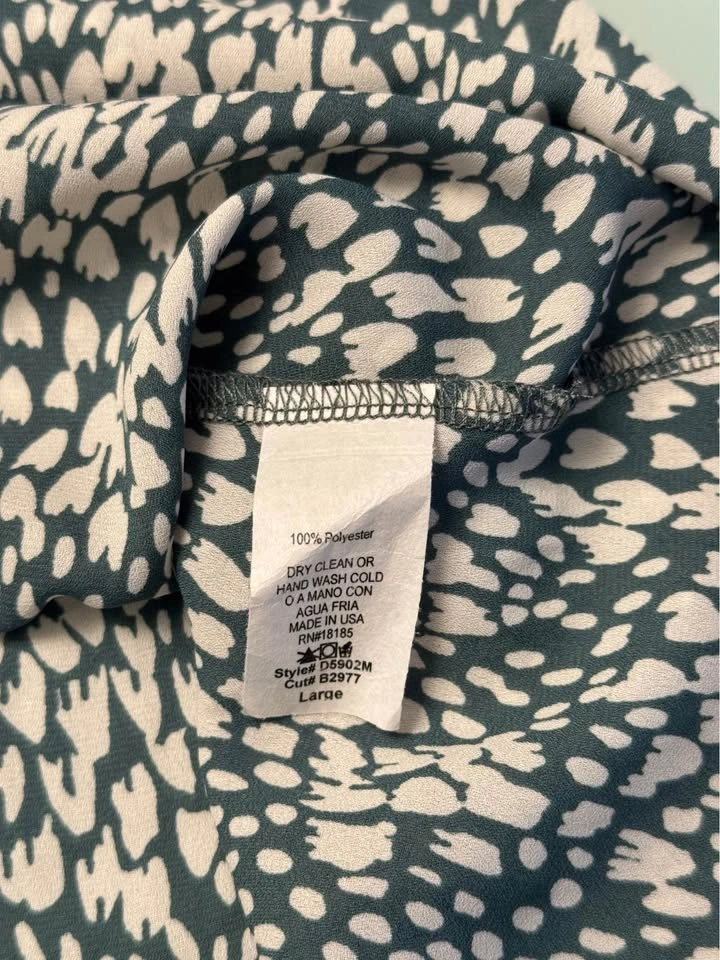 100% Polyester
DRY CLEAN OR
HAND WASH COLD
O A MANO CON
AGUA FRIA
MADE IN USA
RN#18185
Style# D5902M
Cut# B2977
Large